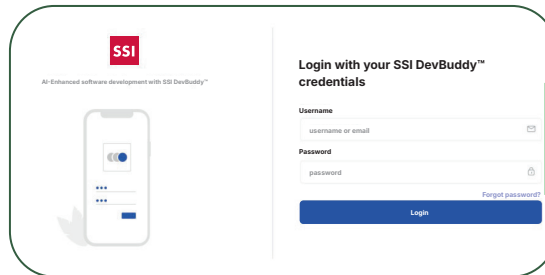 SSI
AI-Enhanced software development with SSI DevBuddy™
Login with your SSI DevBuddy™
credentials
Username
username or email
Password
password
Forgot password?
Login